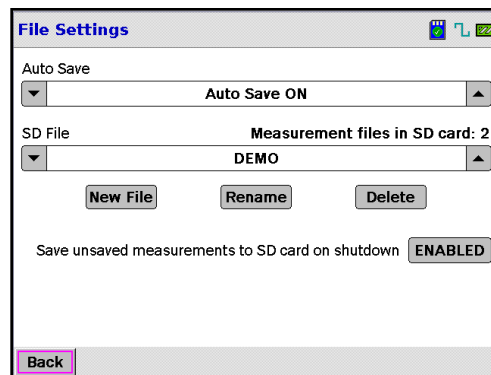 File Settings
Auto Save
Auto Save ON
SD File Measurement files in SD card: 2
DEMO
New File Rename Delete
Save unsaved measurements to SD card on shutdown ENABLED
Back